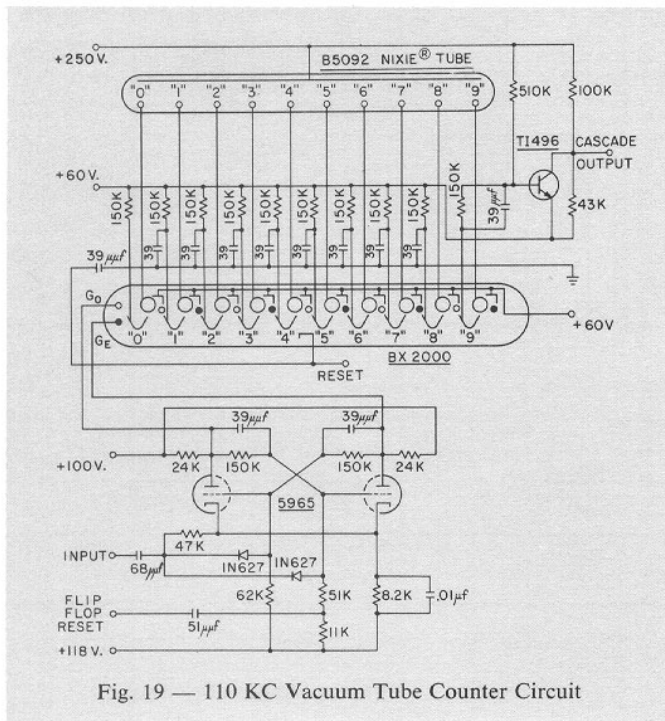 +250V.
B5092 NIXIE® TUBE
"0" "1" "2" "3" "4" "5" "6" "7" "8" "9"
510K 100K
TI496 CASCADE
OUTPUT
+60V.
150K 150K 150K 150K 150K 150K 150K 150K 150K 150K
39μμf 43K
39μμf 39 39 39 39 39 39 39 39
GO
GE
"0" "1" "2" "3" "4" "5" "6" "7" "8" "9"
+60V
BX 2000
RESET
39μμf 39μμf
+100V.
24K 150K 150K 24K
5965
47K
INPUT
68μμf 1N627 1N627
62K 51K 8.2K .01μf
FLIP
FLOP
RESET
51μμf
11K
+118V.
Fig. 19 — 110 KC Vacuum Tube Counter Circuit